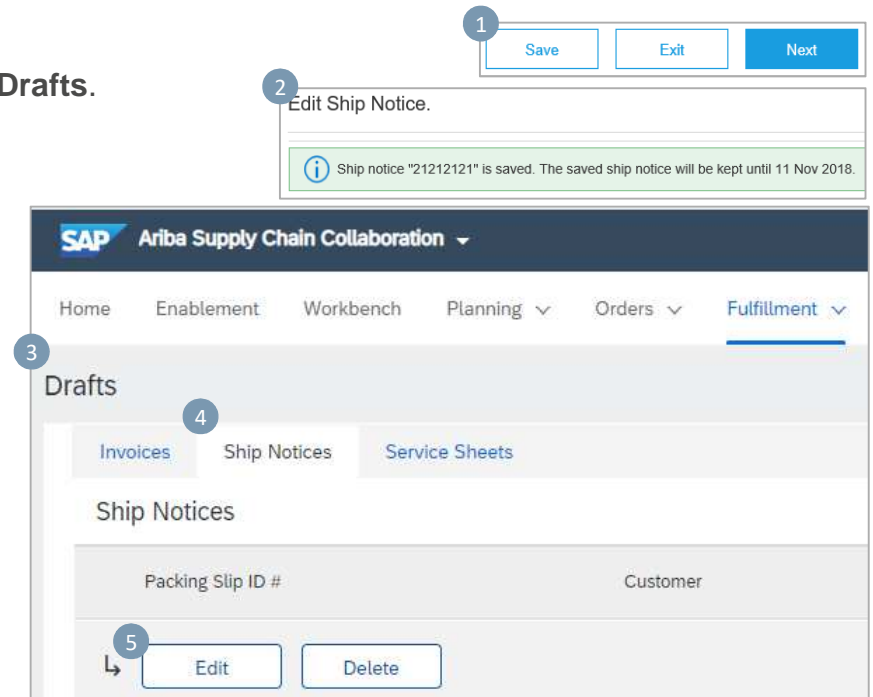 1
Save Exit Next
Drafts.
2
Edit Ship Notice.
Ship notice "21212121" is saved. The saved ship notice will be kept until 11 Nov 2018.
SAP Ariba Supply Chain Collaboration
Home Enablement Workbench Planning Orders Fulfillment
3
Drafts
4
Invoices Ship Notices Service Sheets
Ship Notices
Packing Slip ID # Customer
5
Edit Delete